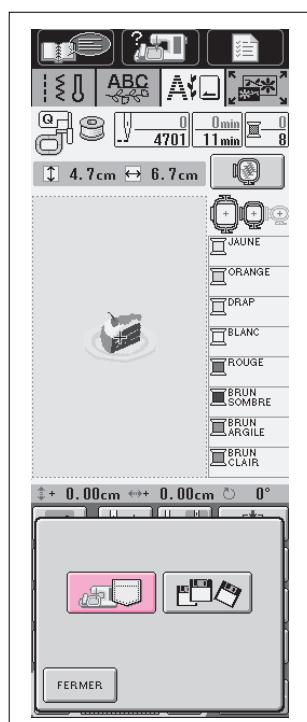 ?
ABC
A
Q
0 0min 0
4701 11min 8
4.7cm 6.7cm
JAUNE
ORANGE
DRAP
BLANC
ROUGE
BRUN
SOMBRE
BRUN
ARGILE
BRUN
CLAIR
+ 0.00cm + 0.00cm 0°
FERMER